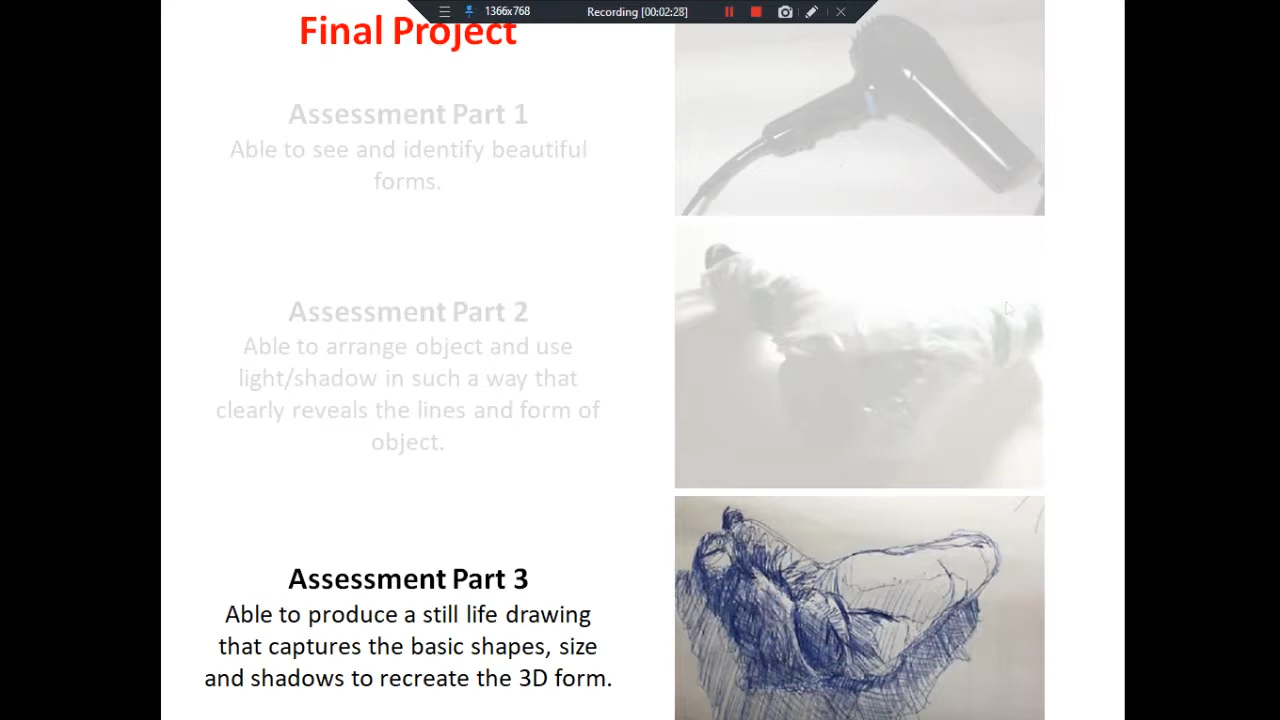 1366x768
Recording [00:02:28]
Final Project
Assessment Part 1
Able to see and identify beautiful
forms.
Assessment Part 2
Able to arrange object and use
light/shadow in such a way that
clearly reveals the lines and form of
object.
Assessment Part 3
Able to produce a still life drawing
that captures the basic shapes, size
and shadows to recreate the 3D form.